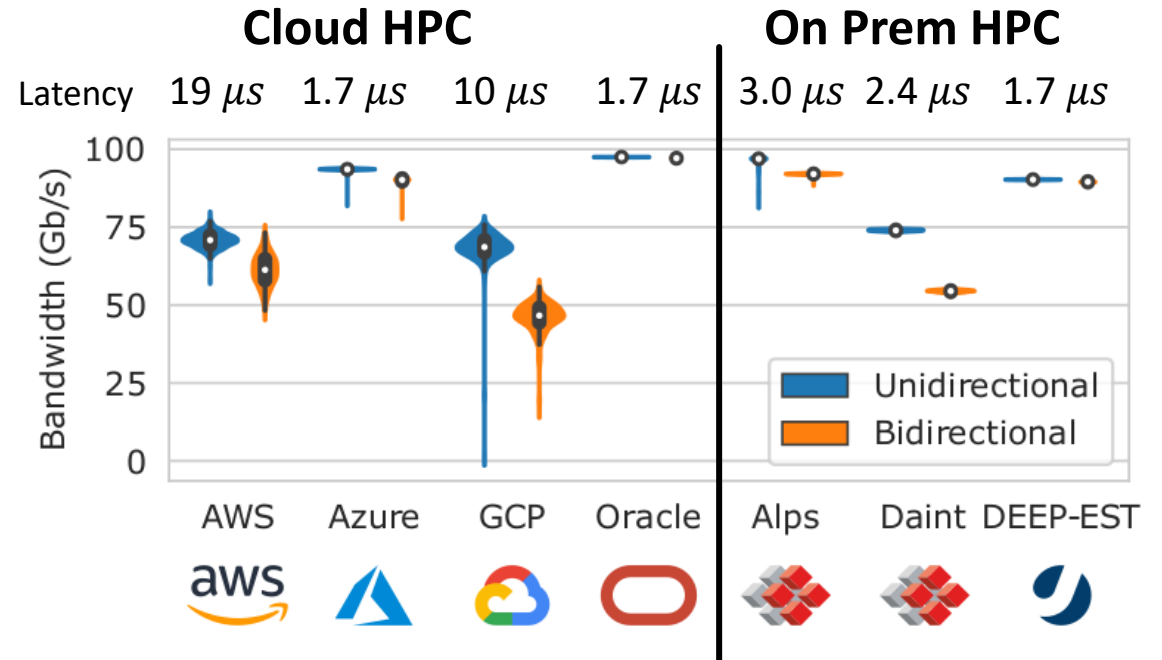 Cloud HPC On Prem HPC
Latency 19 μs 1.7 μs 10 μs 1.7 μs 3.0 μs 2.4 μs 1.7 μs
Bandwidth (Gb/s)
100
75
50
25
0
Unidirectional
Bidirectional
AWS Azure GCP Oracle Alps Daint DEEP-EST
aws